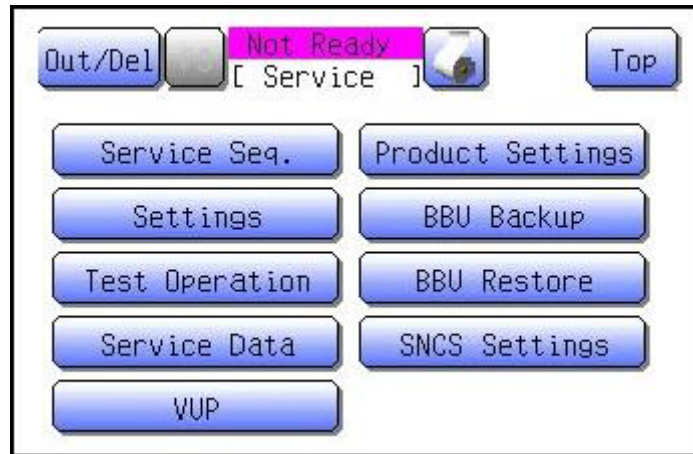 Out/Del
Not Ready
[ Service ]
Top
Service Seq.
Product Settings
Settings
BBU Backup
Test Operation
BBU Restore
Service Data
SNCS Settings
VUP